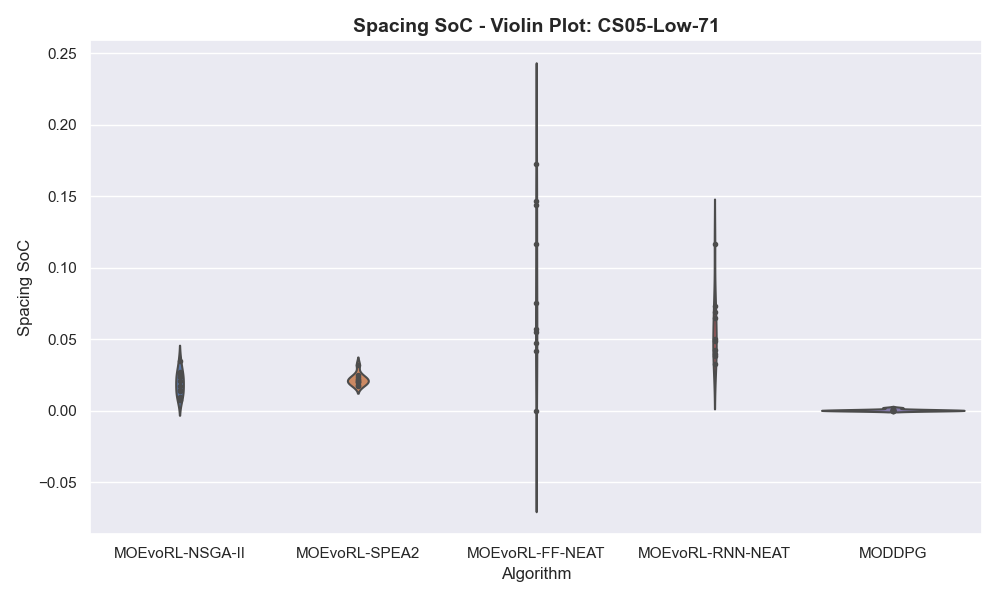 Spacing SoC - Violin Plot: CS05-Low-71
0.25
0.20
0.15
0.10
0.05
0.00
−0.05
Spacing SoC
MOEvoRL-NSGA-II MOEvoRL-SPEA2 MOEvoRL-FF-NEAT MOEvoRL-RNN-NEAT MODDPG
Algorithm